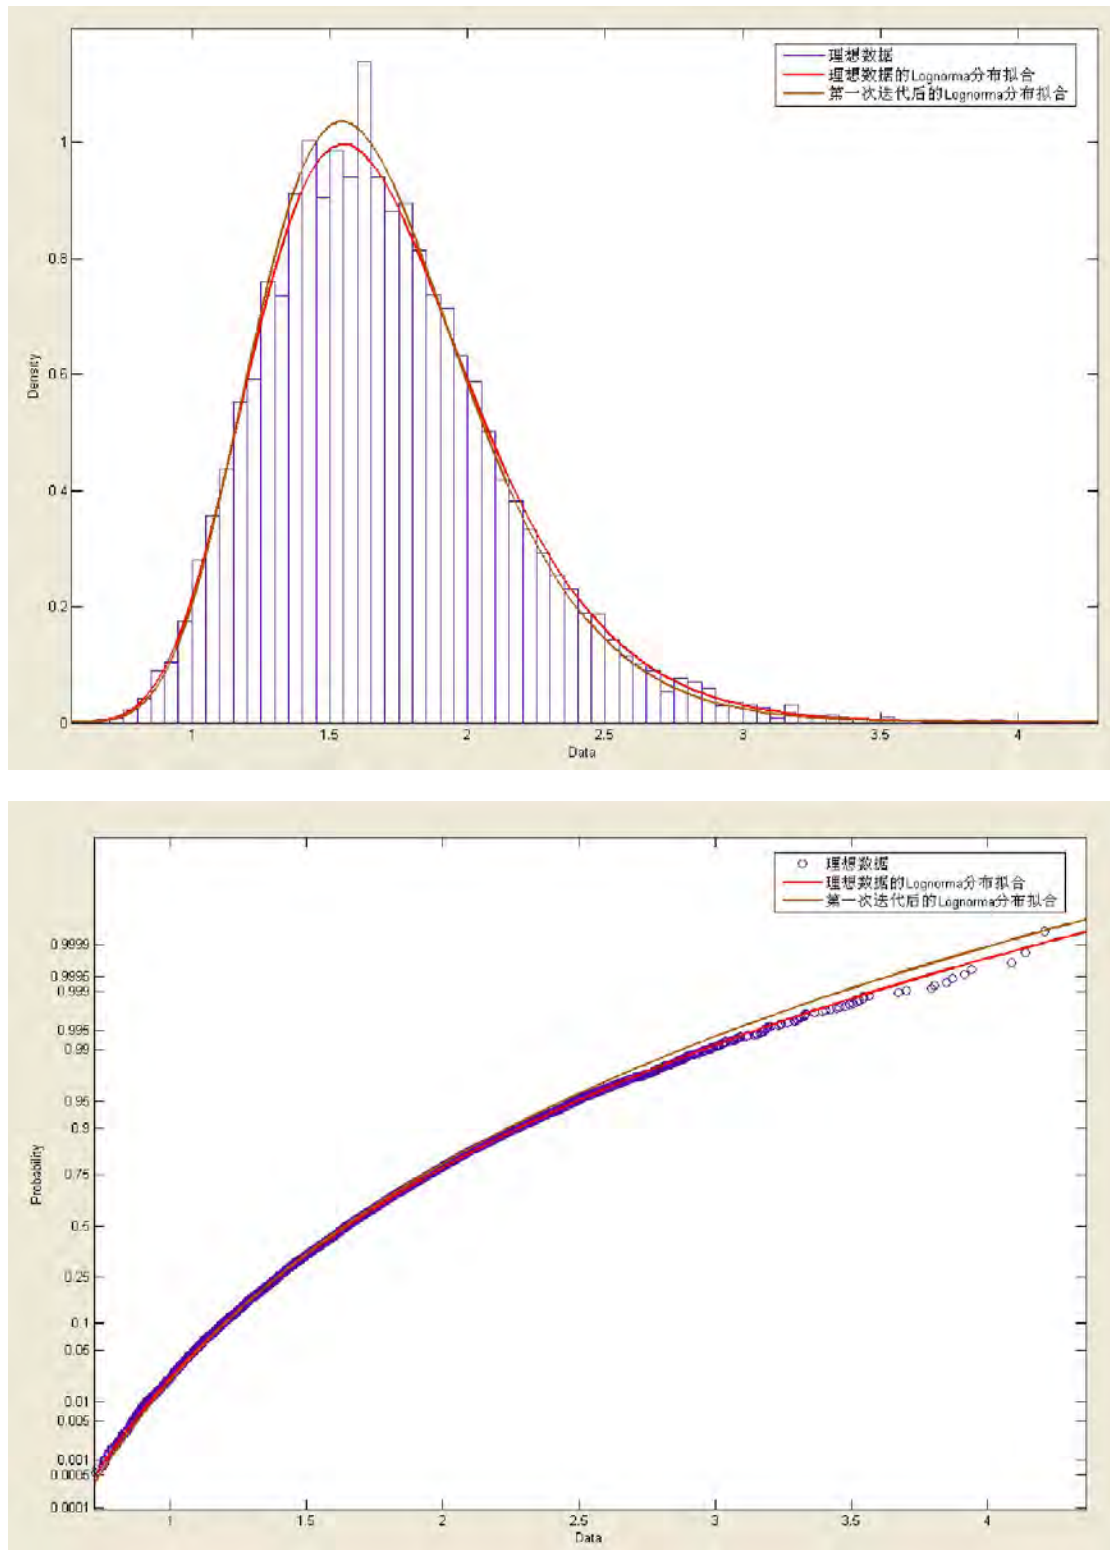 理想数据
理想数据的Lognorma分布拟合
第一次迭代后的Lognorma分布拟合
1
0.8
0.6
0.4
0.2
0
Density
1 1.5 2 2.5 3 3.5 4
Data
理想数据
理想数据的Lognorma分布拟合
第一次迭代后的Lognorma分布拟合
0.9999
0.9995
0.999
0.995
0.99
0.95
0.9
0.75
0.5
0.25
0.1
0.05
0.01
0.005
0.001
0.0005
0.0001
Probability
1 1.5 2 2.5 3 3.5 4
Data